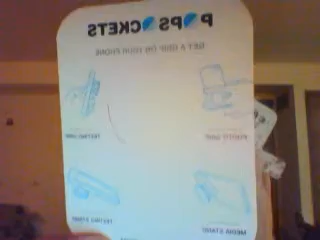 POPSOCKETS
GET A GRIP ON YOUR PHONE
PHOTO GRIP
TEXTING GRIP
MEDIA STAND
TEXTING STAND